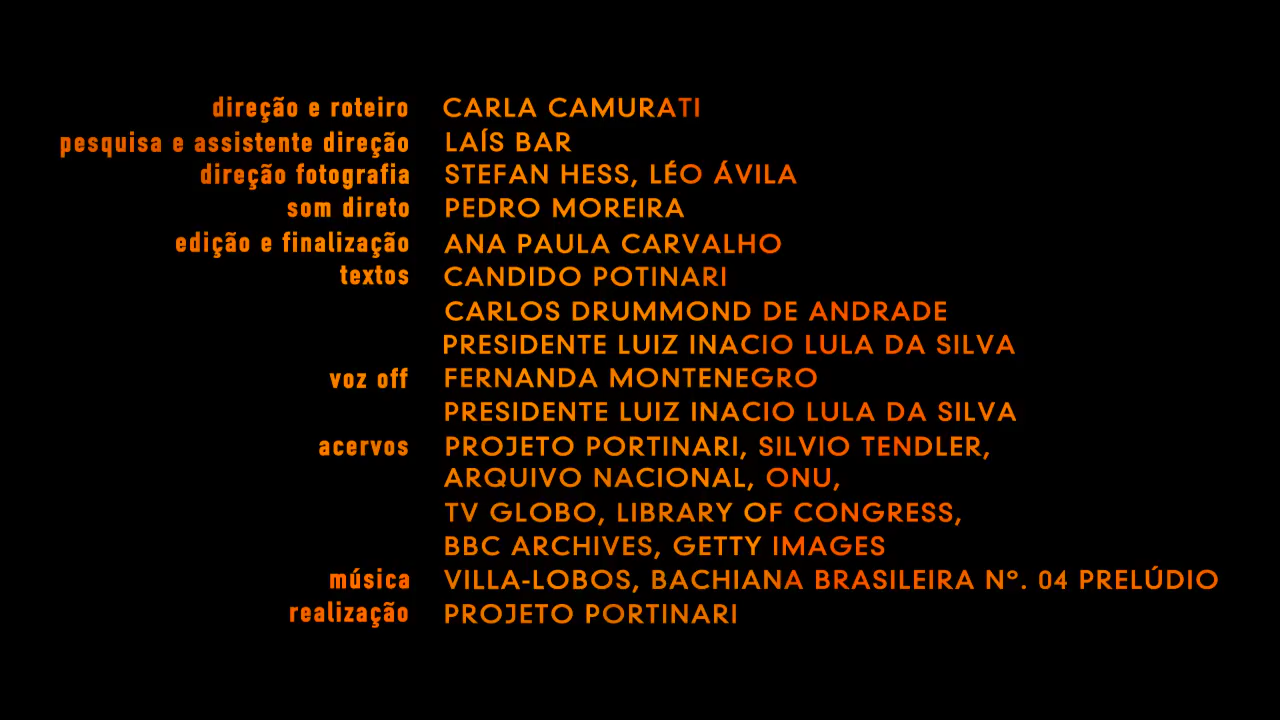 direção e roteiro CARLA CAMURATI
pesquisa e assistente direção LAÍS BAR
direção fotografia STEFAN HESS, LÉO ÁVILA
som direto PEDRO MOREIRA
edição e finalização ANA PAULA CARVALHO
textos CANDIDO POTINARI
CARLOS DRUMMOND DE ANDRADE
PRESIDENTE LUIZ INACIO LULA DA SILVA
voz off FERNANDA MONTENEGRO
PRESIDENTE LUIZ INACIO LULA DA SILVA
acervos PROJETO PORTINARI, SILVIO TENDLER,
ARQUIVO NACIONAL, ONU,
TV GLOBO, LIBRARY OF CONGRESS,
BBC ARCHIVES, GETTY IMAGES
música VILLA-LOBOS, BACHIANA BRASILEIRA Nº. 04 PRELÚDIO
realização PROJETO PORTINARI